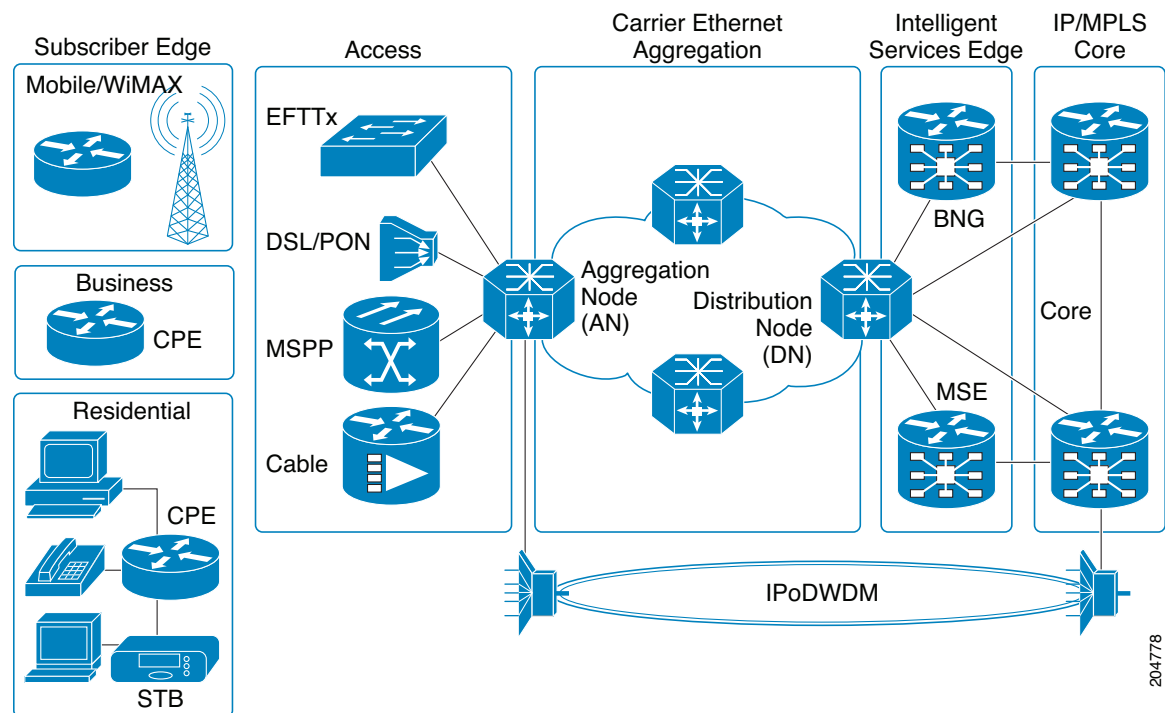 Subscriber Edge
Mobile/WiMAX
Business
CPE
Residential
CPE
STB
Access
EFTTx
DSL/PON
MSPP
Cable
Carrier Ethernet
Aggregation
Aggregation
Node
(AN)
Distribution
Node
(DN)
Intelligent
Services Edge
BNG
MSE
IP/MPLS
Core
Core
IPoDWDM
204778